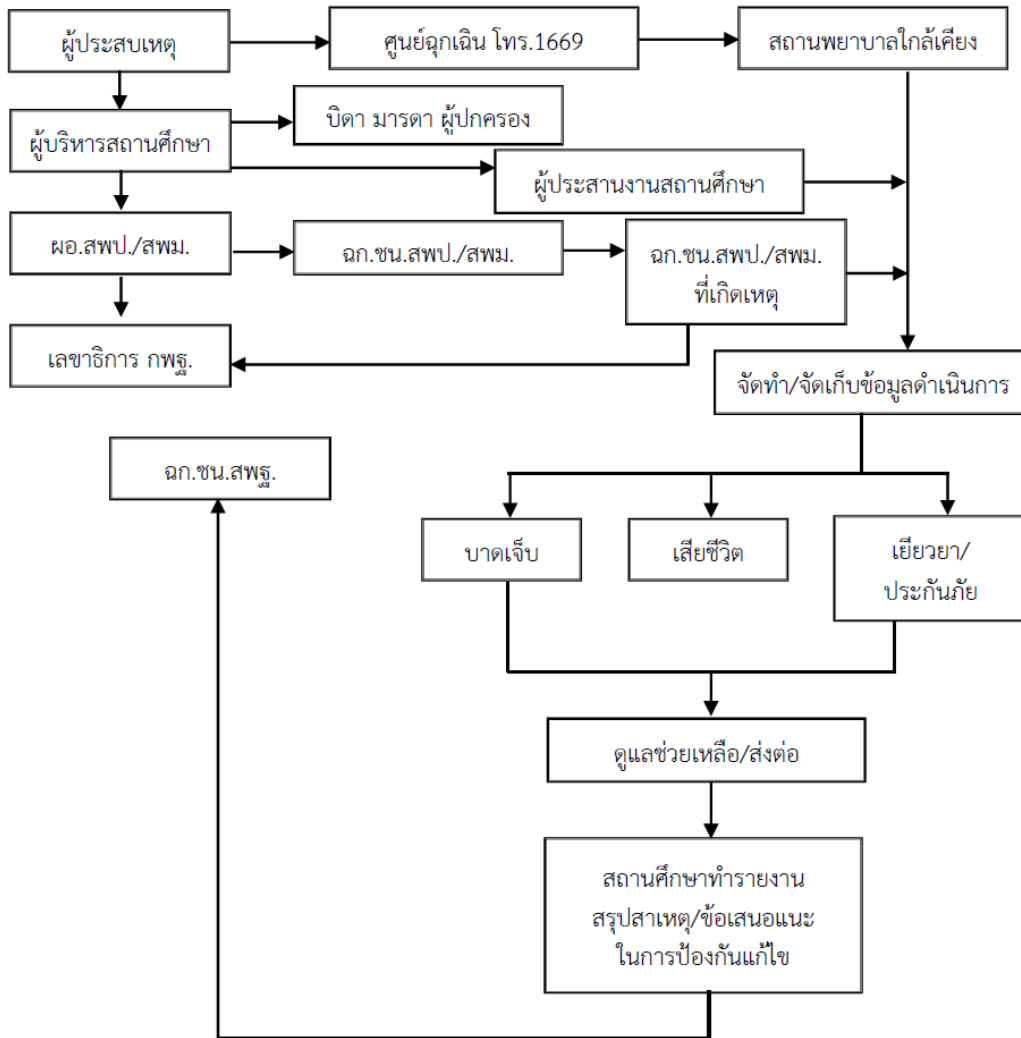 ผู้ประสบเหตุ
ศูนย์ฉุกเฉิน โทร.1669
สถานพยาบาลใกล้เคียง
ผู้บริหารสถานศึกษา
บิดา มารดา ผู้ปกครอง
ผู้ประสานงานสถานศึกษา
ผอ.สพป./สพม.
ฉก.ชน.สพป./สพม.
ฉก.ชน.สพป./สพม.
ที่เกิดเหตุ
เลขาธิการ กพฐ.
จัดทำ/จัดเก็บข้อมูลดำเนินการ
ฉก.ชน.สพฐ.
บาดเจ็บ
เสียชีวิต
เยียวยา/
ประกันภัย
ดูแลช่วยเหลือ/ส่งต่อ
สถานศึกษาทำรายงาน
สรุปสาเหตุ/ข้อเสนอแนะ
ในการป้องกันแก้ไข